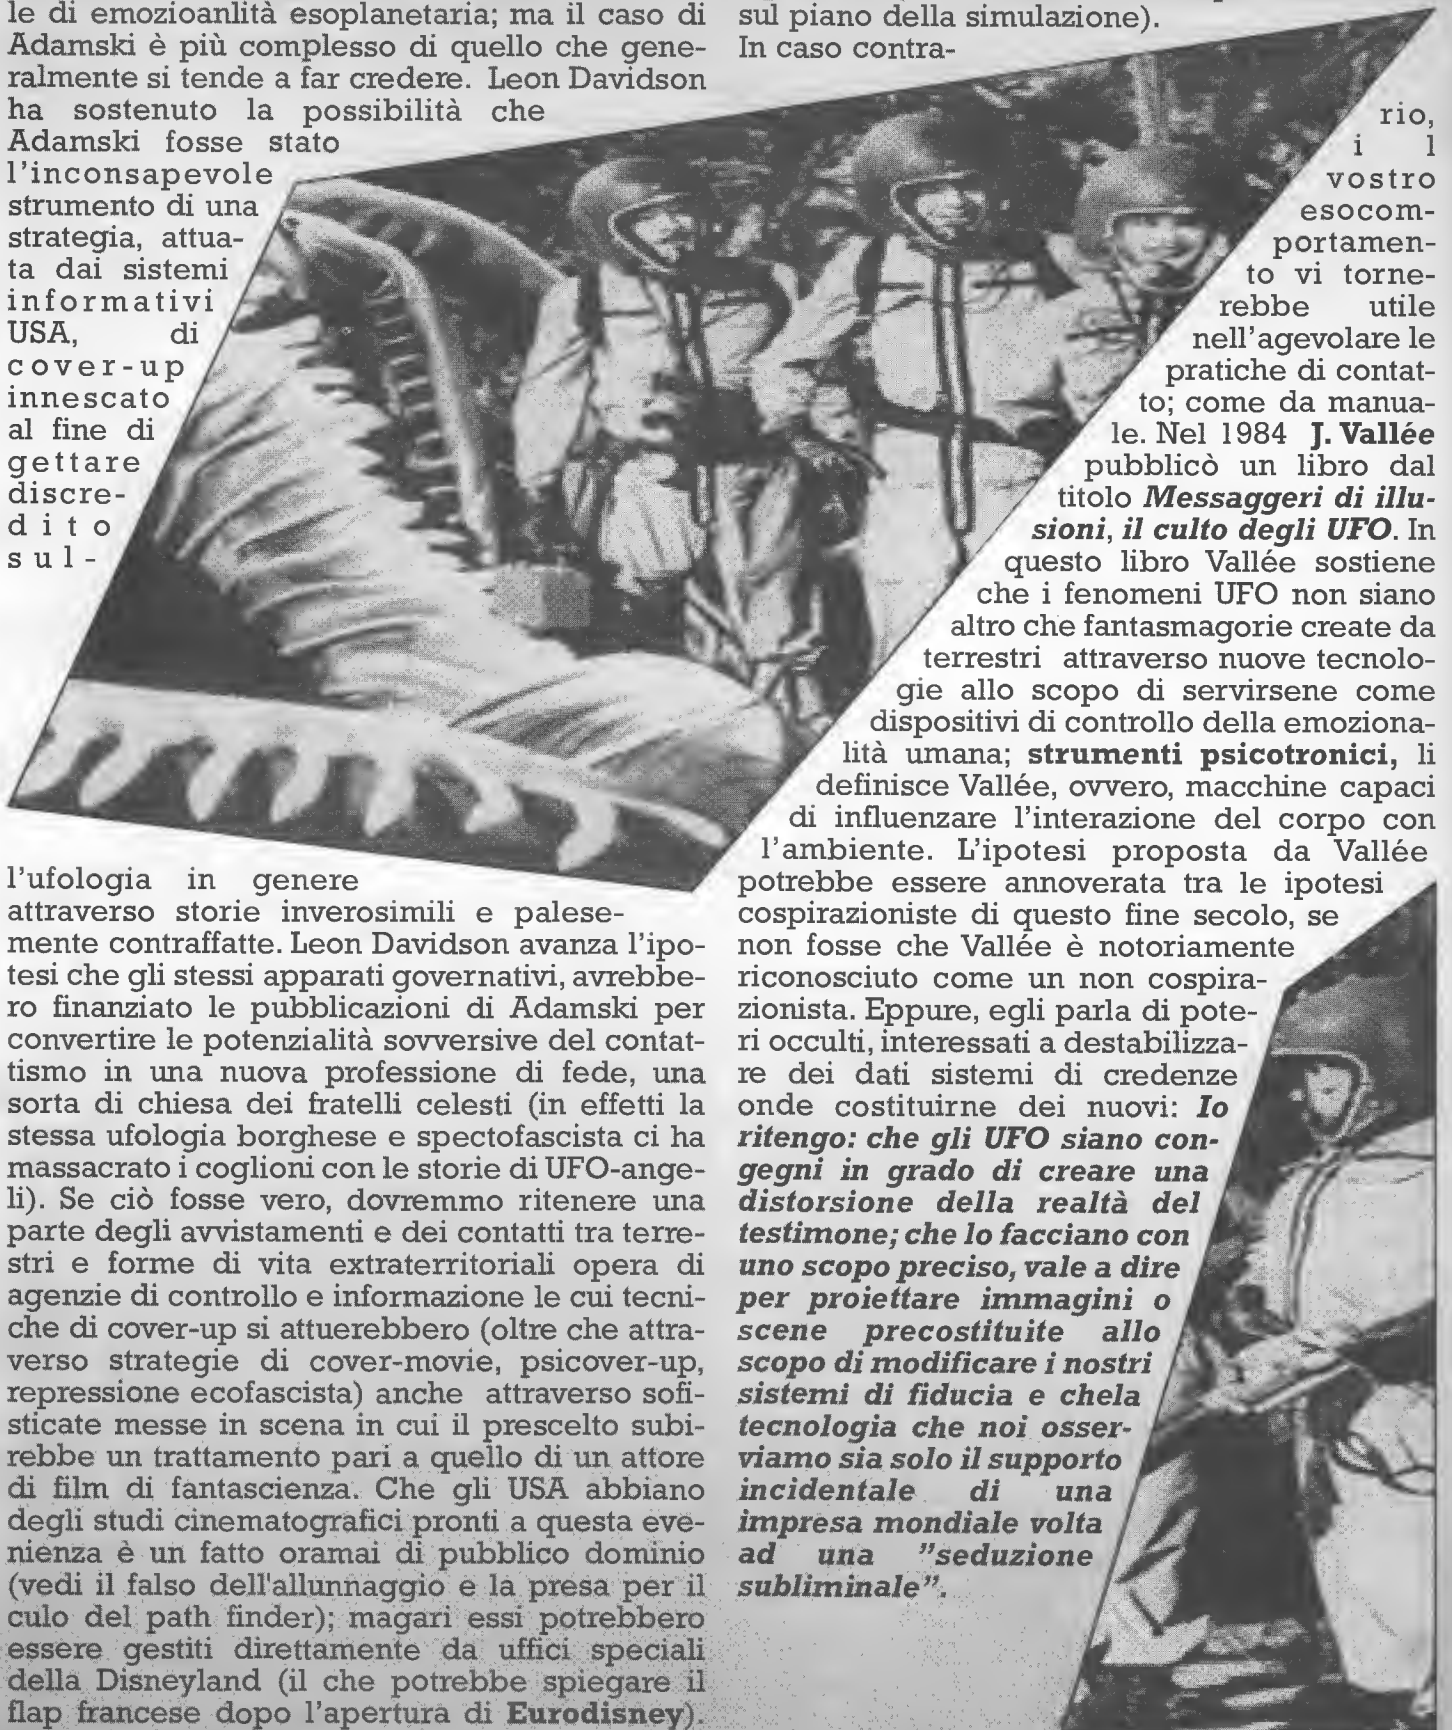 le di emozioanlità esoplanetaria; ma il caso di
Adamski è più complesso di quello che gene-
ralmente si tende a far credere. Leon Davidson
ha sostenuto la possibilità che
Adamski fosse stato
l'inconsapevole
strumento di una
strategia, attua-
ta dai sistemi
informativi
USA, di
cover-up
innescato
al fine di
gettare
discre-
dito
sul-
l'ufologia in genere
attraverso storie inverosimili e palese-
mente contraffatte. Leon Davidson avanza l'ipo-
tesi che gli stessi apparati governativi, avrebbe-
ro finanziato le pubblicazioni di Adamski per
convertire le potenzialità sovversive del contat-
tismo in una nuova professione di fede, una
sorta di chiesa dei fratelli celesti (in effetti la
stessa ufologia borghese e spectofascista ci ha
massacrato i coglioni con le storie di UFO-ange-
li). Se ciò fosse vero, dovremmo ritenere una
parte degli avvistamenti e dei contatti tra terre-
stri e forme di vita extraterritoriali opera di
agenzie di controllo e informazione le cui tecni-
che di cover-up si attuerebbero (oltre che attra-
verso strategie di cover-movie, psicover-up,
repressione ecofascista) anche attraverso sofi-
sticate messe in scena in cui il prescelto subi-
rebbe un trattamento pari a quello di un attore
di film di fantascienza. Che gli USA abbiano
degli studi cinematografici pronti a questa eve-
nienza è un fatto oramai di pubblico dominio
(vedi il falso dell'allunnaggio e la presa per il
culo del path finder); magari essi potrebbero
essere gestiti direttamente da uffici speciali
della Disneyland (il che potrebbe spiegare il
flap francese dopo l'apertura di Eurodisney).
sul piano della simulazione).
In caso contra-
rio,
il
vostro
esocom-
portamen-
to vi torne-
rebbe utile
nell'agevolare le
pratiche di contat-
to; come da manua-
le. Nel 1984 J. Vallée
pubblicò un libro dal
titolo Messaggeri di illu-
sioni, il culto degli UFO. In
questo libro Vallée sostiene
che i fenomeni UFO non siano
altro che fantasmagorie create da
terrestri attraverso nuove tecnolo-
gie allo scopo di servirsene come
dispositivi di controllo della emoziona-
lità umana; strumenti psicotronici, li
definisce Vallée, ovvero, macchine capaci
di influenzare l'interazione del corpo con
l'ambiente. L'ipotesi proposta da Vallée
potrebbe essere annoverata tra le ipotesi
cospirazioniste di questo fine secolo, se
non fosse che Vallée è notoriamente
riconosciuto come un non cospira-
zionista. Eppure, egli parla di pote-
ri occulti, interessati a destabilizza-
re dei dati sistemi di credenze
onde costituirne dei nuovi: Io
ritengo: che gli UFO siano con-
gegni in grado di creare una
distorsione della realtà del
testimone; che lo facciano con
uno scopo preciso, vale a dire
per proiettare immagini o
scene precostituite allo
scopo di modificare i nostri
sistemi di fiducia e chela
tecnologia che noi osser-
viamo sia solo il supporto
incidentale di una
impresa mondiale volta
ad una "seduzione
subliminale".